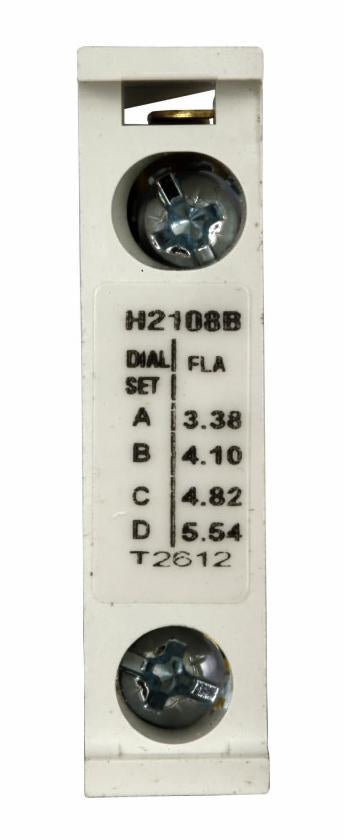 H2108B
DIAL FLA
SET
A 3.38
B 4.10
C 4.82
D 5.54
T2612